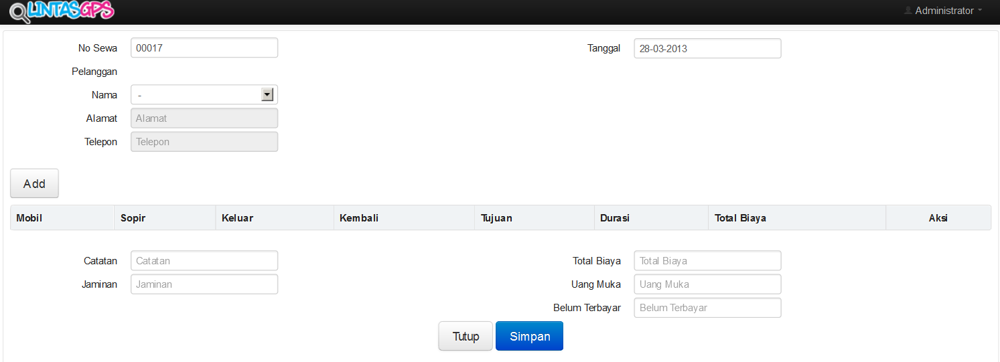 LINTASGPS Administrator
No Sewa 00017 Tanggal 28-03-2013
Pelanggan
Nama -
Alamat Alamat
Telepon Telepon
Add
Mobil Sopir Keluar Kembali Tujuan Durasi Total Biaya Aksi
Catatan Catatan Total Biaya Total Biaya
Jaminan Jaminan Uang Muka Uang Muka
Belum Terbayar Belum Terbayar
Tutup Simpan